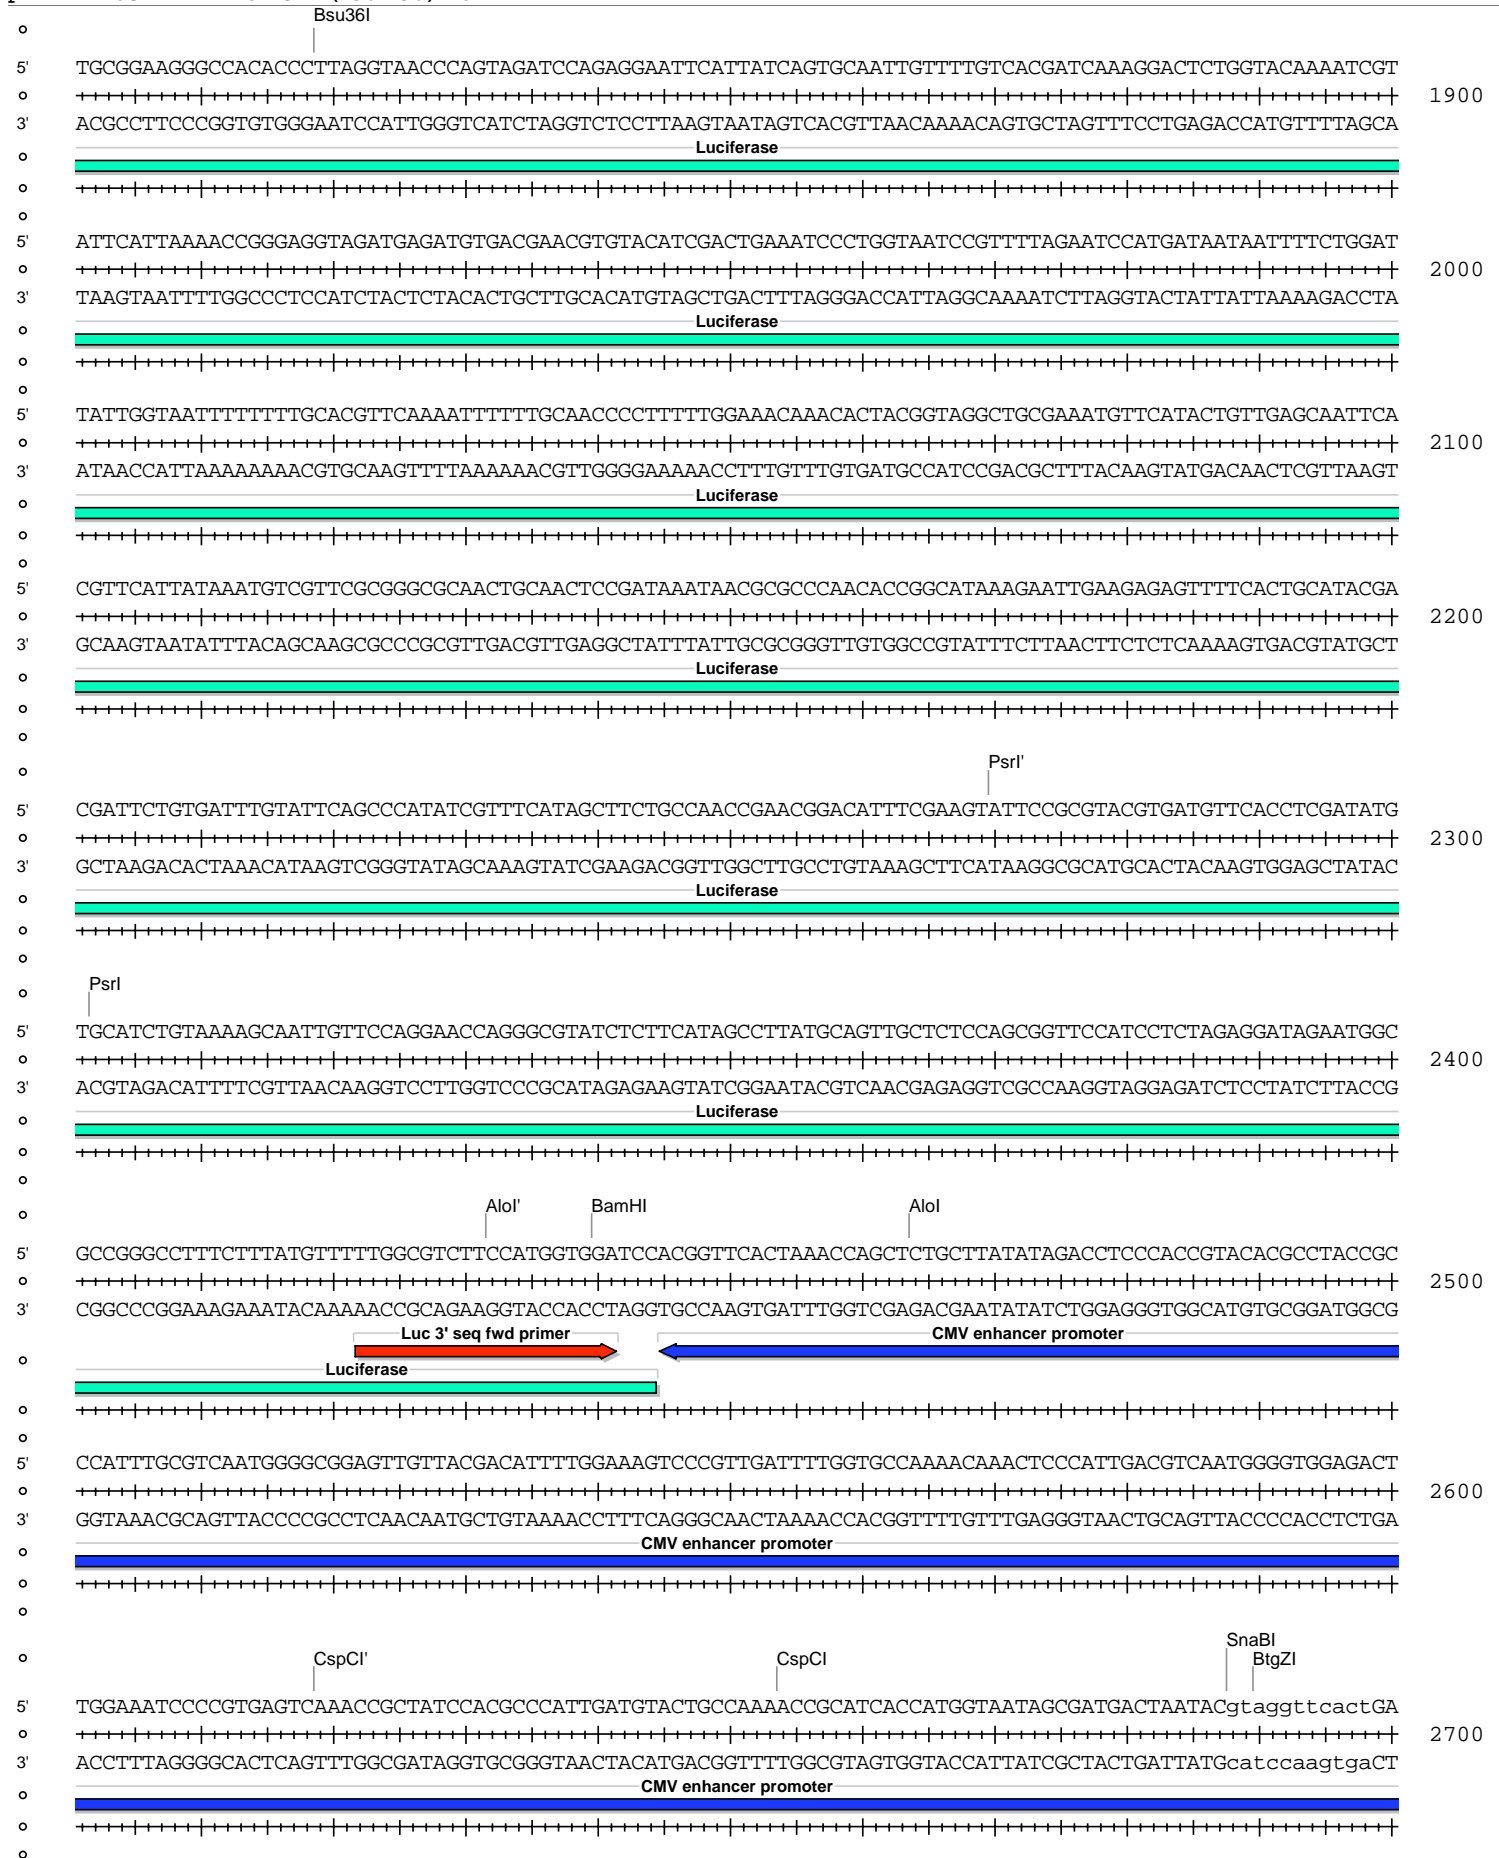 Bsu36I
5' TGCGGAAGGGCCACACCCTTAGGTAACCCAGTAGATCCAGAGGAATTCATTATCAGTGCAATTGTTTTGTCACGATCAAAGGACTCTGGTACAAAATCGT
1900
3' ACGCCTTCCCGGTGTGGGAATCCATTGGGTCATCTAGGTCTCCTTAAGTAATAGTCACGTTAACAAAACAGTGCTAGTTTCCTGAGACCATGTTTTAGCA
Luciferase
5' ATTCATTAAAACCGGGAGGTAGATGAGATGTGACGAACGTGTACATCGACTGAAATCCCTGGTAATCCGTTTTAGAATCCATGATAATAATTTTCTGGAT
2000
3' TAAGTAATTTTGGCCCTCCATCTACTCTACACTGCTTGCACATGTAGCTGACTTTAGGGACCATTAGGCAAAATCTTAGGTACTATTATTAAAAGACCTA
Luciferase
5' TATTGGTAATTTTTTTTGCACGTTCAAAATTTTTTGCAACCCCTTTTTGGAAACAAACACTACGGTAGGCTGCGAAATGTTCATACTGTTGAGCAATTCA
2100
3' ATAACCATTAAAAAAAACGTGCAAGTTTTAAAAAACGTTGGGGAAAAACCTTTGTTTGTGATGCCATCCGACGCTTTACAAGTATGACAACTCGTTAAGT
Luciferase
5' CGTTCATTATAAATGTCGTTCGCGGGCGCAACTGCAACTCCGATAAATAACGCGCCCAACACCGGCATAAAGAATTGAAGAGAGTTTTCACTGCATACGA
2200
3' GCAAGTAATATTTACAGCAAGCGCCCGCGTTGACGTTGAGGCTATTTATTGCGCGGGTTGTGGCCGTATTTCTTAACTTCTCTCAAAAGTGACGTATGCT
Luciferase
PsrI'
5' CGATTCTGTGATTTGTATTCAGCCCATATCGTTTCATAGCTTCTGCCAACCGAACGGACATTTCGAAGTATTCCGCGTACGTGATGTTCACCTCGATATG
2300
3' GCTAAGACACTAAACATAAGTCGGGTATAGCAAAGTATCGAAGACGGTTGGCTTGCCTGTAAAGCTTCATAAGGCGCATGCACTACAAGTGGAGCTATAC
Luciferase
PsrI
5' TGCATCTGTAAAAGCAATTGTTCCAGGAACCAGGGCGTATCTCTTCATAGCCTTATGCAGTTGCTCTCCAGCGGTTCCATCCTCTAGAGGATAGAATGGC
2400
3' ACGTAGACATTTTCGTTAACAAGGTCCTTGGTCCCGCATAGAGAAGTATCGGAATACGTCAACGAGAGGTCGCCAAGGTAGGAGATCTCCTATCTTACCG
Luciferase
AloI' BamHI AloI
5' GCCGGGCCTTTCTTTATGTTTTTGGCGTCTTCCATGGTGGATCCACGGTTCACTAAACCAGCTCTGCTTATATAGACCTCCCACCGTACACGCCTACCGC
2500
3' CGGCCCGGAAAGAAATACAAAAACCGCAGAAGGTACCACCTAGGTGCCAAGTGATTTGGTCGAGACGAATATATCTGGAGGGTGGCATGTGCGGATGGCG
Luc 3' seq fwd primer CMV enhancer promoter
Luciferase
5' CCATTTGCGTCAATGGGGCGGAGTTGTTACGACATTTTGGAAAGTCCCGTTGATTTTGGTGCCAAAACAAACTCCCATTGACGTCAATGGGGTGGAGACT
2600
3' GGTAAACGCAGTTACCCCGCCTCAACAATGCTGTAAAACCTTTCAGGGCAACTAAAACCACGGTTTTGTTTGAGGGTAACTGCAGTTACCCCACCTCTGA
CMV enhancer promoter
SnaBI
CspCI' CspCI BtgZI
5' TGGAAATCCCCGTGAGTCAAACCGCTATCCACGCCCATTGATGTACTGCCAAAACCGCATCACCATGGTAATAGCGATGACTAATACgtaggttcactGA
2700
3' ACCTTTAGGGGCACTCAGTTTGGCGATAGGTGCGGGTAACTACATGACGGTTTTGGCGTAGTGGTACCATTATCGCTACTGATTATGcatccaagtgaCT
CMV enhancer promoter